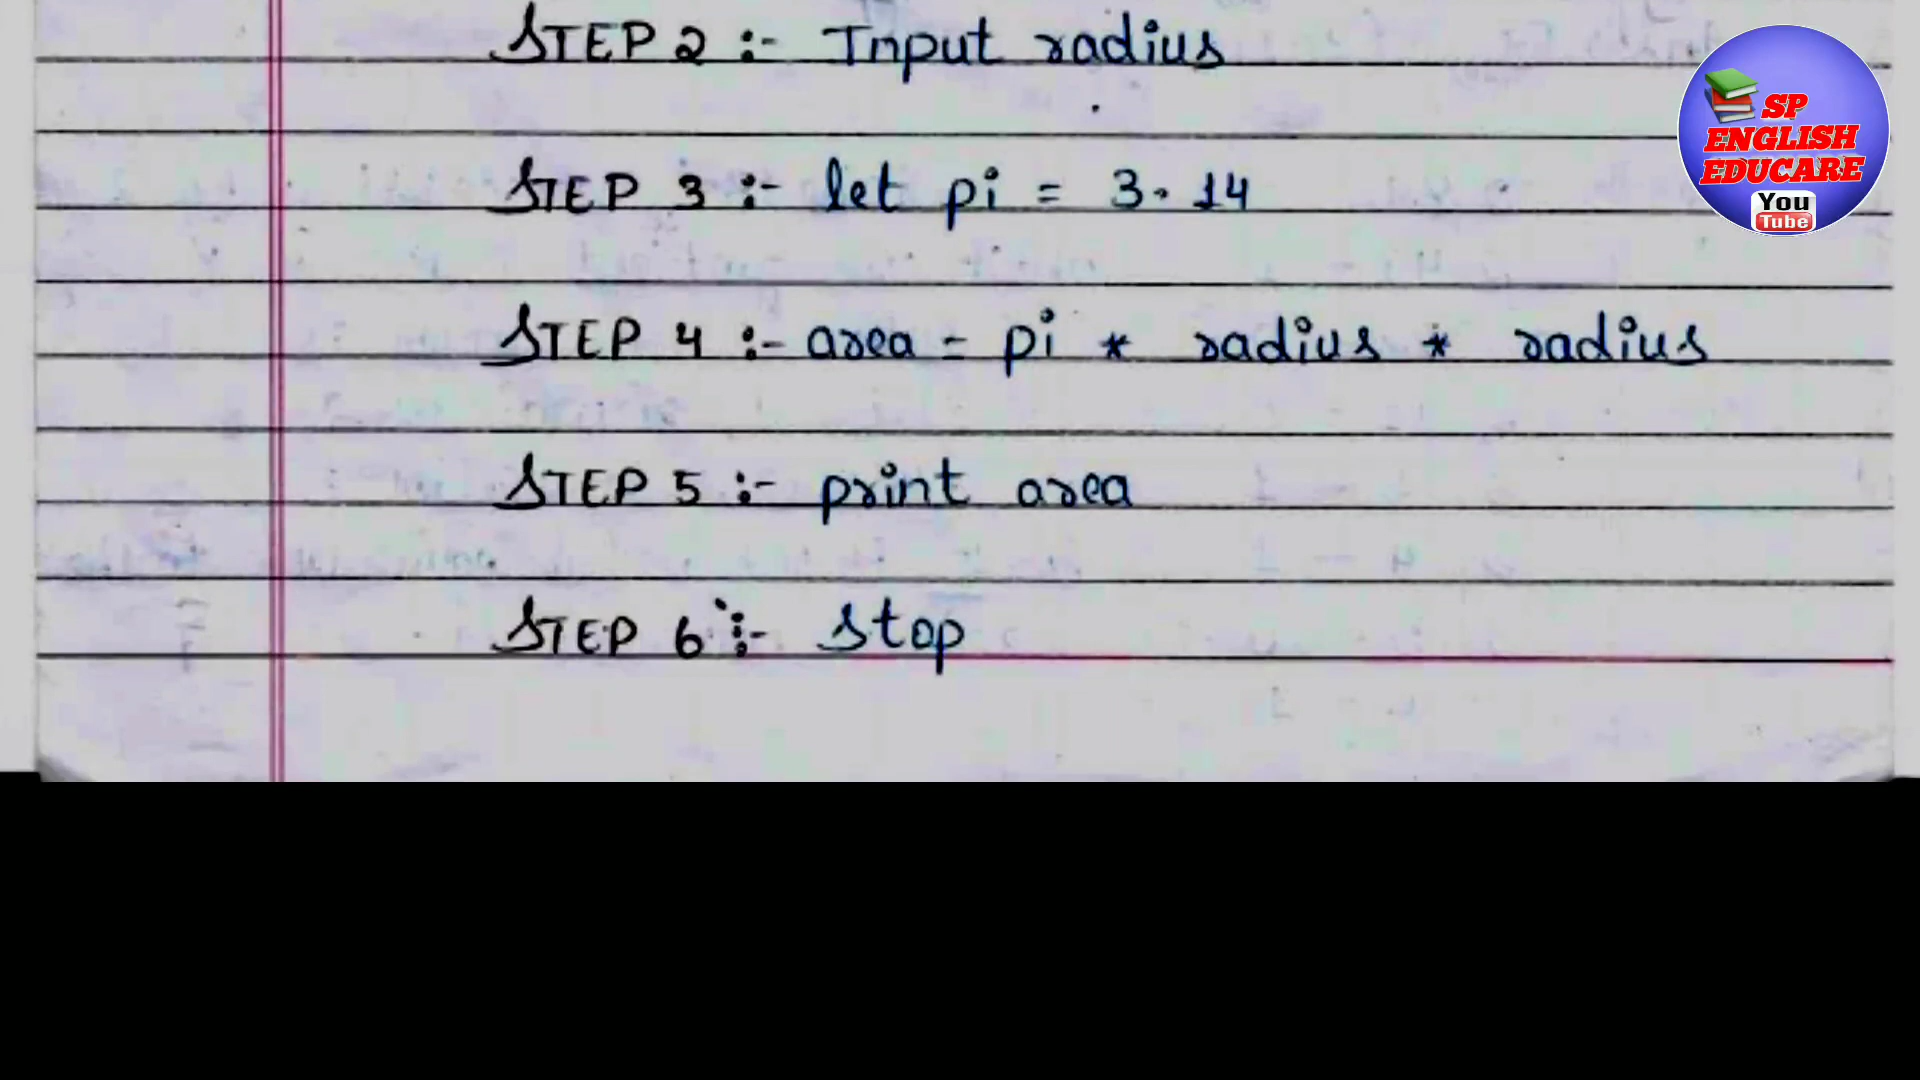 STEP 2 :- Input radius
STEP 3 :- let pi = 3.14
STEP 4 :- area = pi * radius * radius
STEP 5 :- print area
STEP 6 :- stop
SP
ENGLISH
EDUCARE
You
Tube